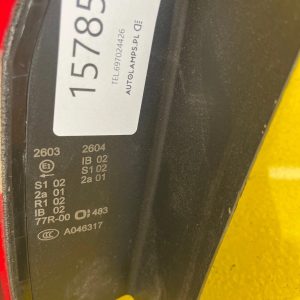 15785
TEL.697024426
AUTOLAMPS.PL
2603
E1
S1 02
2a 01
R1 02
IB 02
77R-00
483
CCC A046317
2604
IB 02
S1 02
2a 01